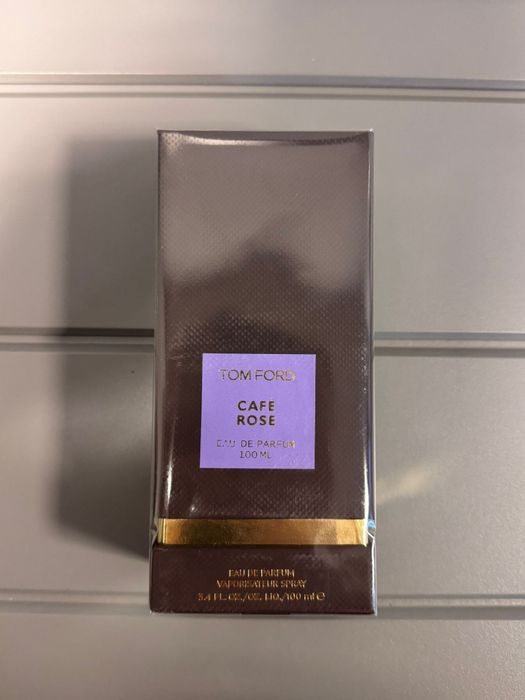 TOM FORD
CAFE
ROSE
EAU DE PARFUM
100 ML
EAU DE PARFUM
VAPORISATEUR SPRAY
3.4 FL. OZ./OZ. LIQ./100 ml ℮